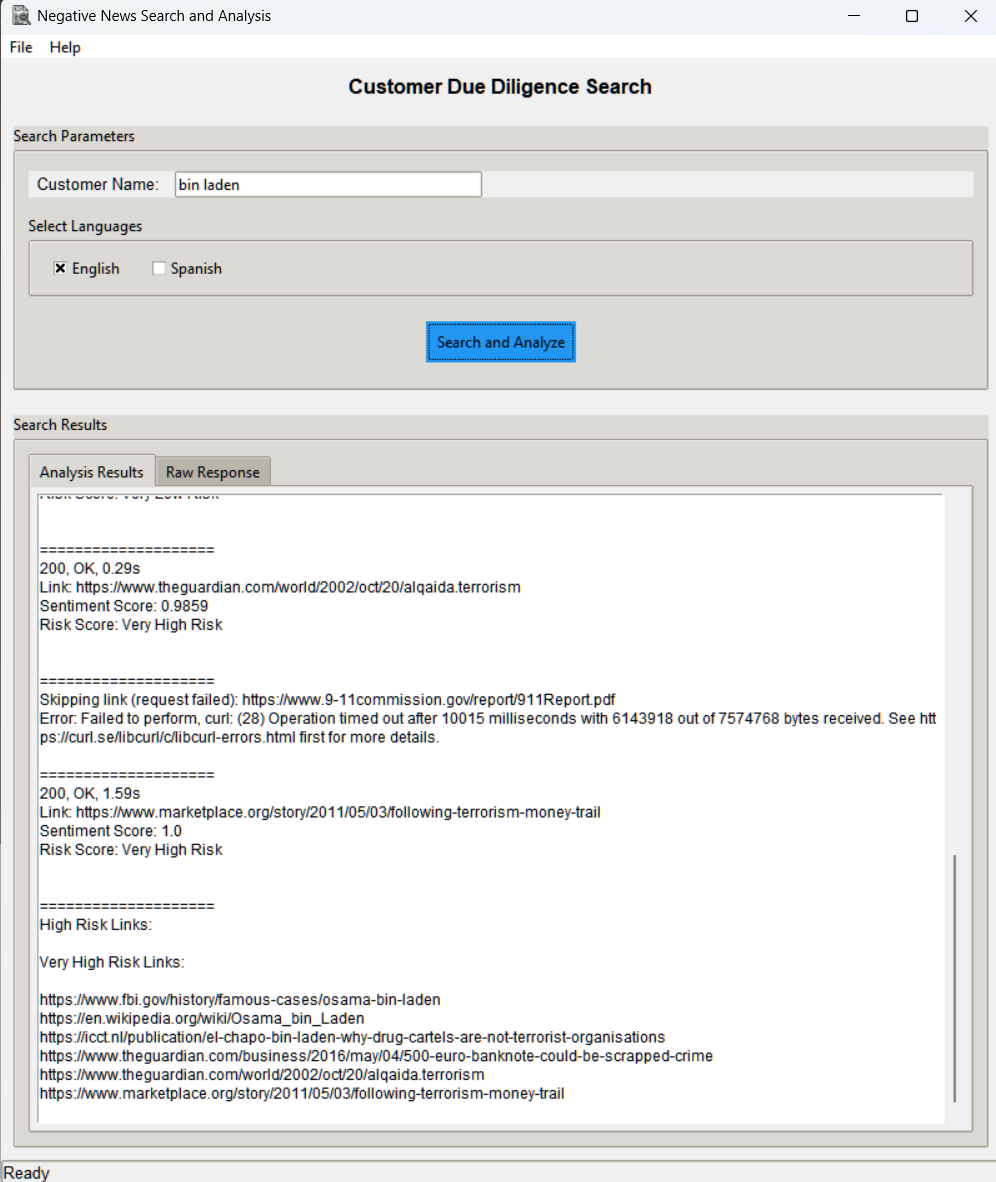 Negative News Search and Analysis
File Help
Customer Due Diligence Search
Search Parameters
Customer Name: bin laden
Select Languages
English Spanish
Search and Analyze
Search Results
Analysis Results Raw Response
Risk Score: Very Low Risk
====================
200, OK, 0.29s
Link: https://www.theguardian.com/world/2002/oct/20/alqaida.terrorism
Sentiment Score: 0.9859
Risk Score: Very High Risk
====================
Skipping link (request failed): https://www.9-11commission.gov/report/911Report.pdf
Error: Failed to perform, curl: (28) Operation timed out after 10015 milliseconds with 6143918 out of 7574768 bytes received. See htt
ps://curl.se/libcurl/c/libcurl-errors.html first for more details.
====================
200, OK, 1.59s
Link: https://www.marketplace.org/story/2011/05/03/following-terrorism-money-trail
Sentiment Score: 1.0
Risk Score: Very High Risk
====================
High Risk Links:
Very High Risk Links:
https://www.fbi.gov/history/famous-cases/osama-bin-laden
https://en.wikipedia.org/wiki/Osama_bin_Laden
https://icct.nl/publication/el-chapo-bin-laden-why-drug-cartels-are-not-terrorist-organisations
https://www.theguardian.com/business/2016/may/04/500-euro-banknote-could-be-scrapped-crime
https://www.theguardian.com/world/2002/oct/20/alqaida.terrorism
https://www.marketplace.org/story/2011/05/03/following-terrorism-money-trail
Ready